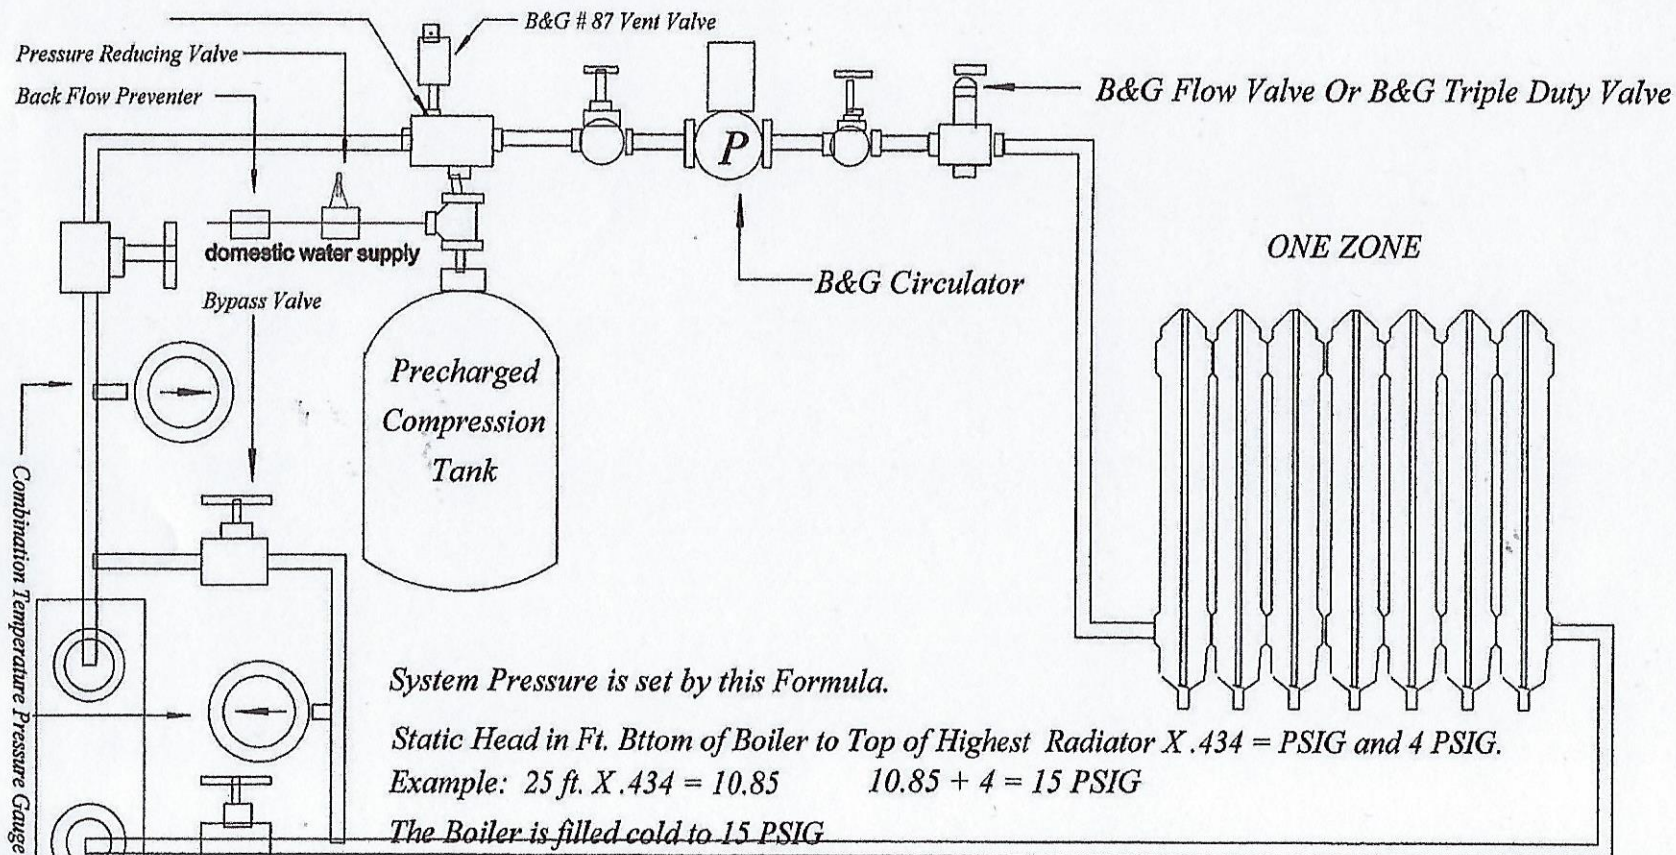 B&G # 87 Vent Valve
Pressure Reducing Valve
Back Flow Preventer
B&G Flow Valve Or B&G Triple Duty Valve
P
domestic water supply
ONE ZONE
B&G Circulator
Bypass Valve
Precharged
Compression
Tank
Combination Temperature Pressure Gauge
System Pressure is set by this Formula.
Static Head in Ft. Bttom of Boiler to Top of Highest Radiator X .434 = PSIG and 4 PSIG.
Example: 25 ft. X .434 = 10.85 10.85 + 4 = 15 PSIG
The Boiler is filled cold to 15 PSIG